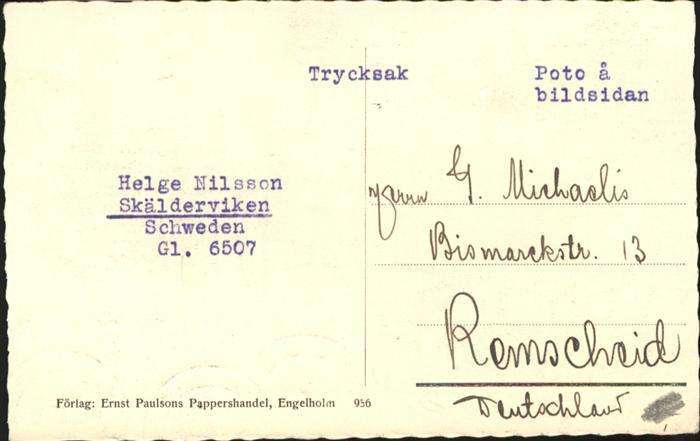 Trycksak
Poto å
bildsidan
Helge Nilsson
Skälderviken
Schweden
Gl. 6507
Herrn G. Michaelis
Bismarckstr. 13
Remscheid
Deutschland
Förlag: Ernst Paulsons Pappershandel, Engelholm 956